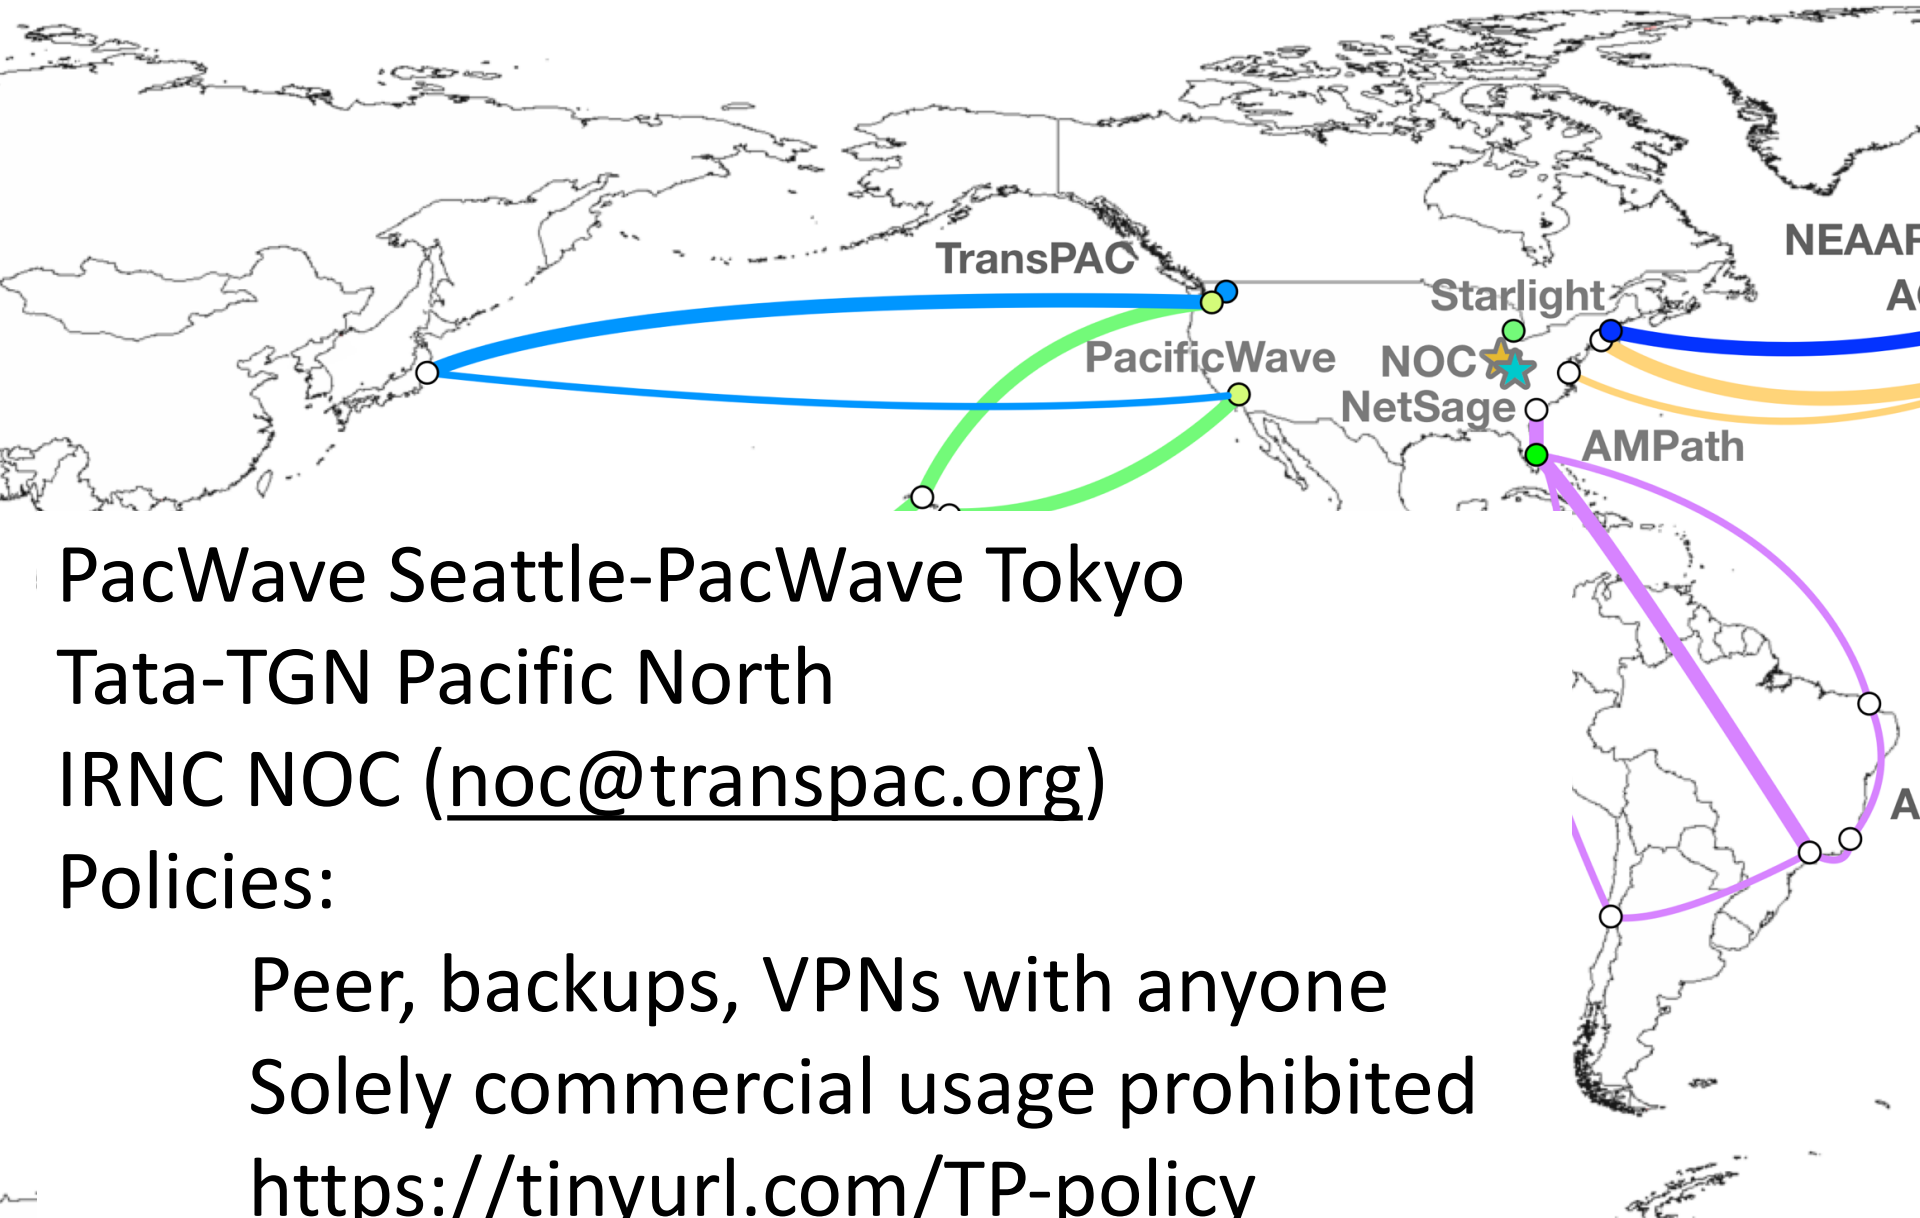 TransPAC
NEAAR
Starlight
PacificWave
NOC
NetSage
AMPath
PacWave Seattle-PacWave Tokyo
Tata-TGN Pacific North
IRNC NOC (noc@transpac.org)
Policies:
Peer, backups, VPNs with anyone
Solely commercial usage prohibited
https://tinyurl.com/TP-policy